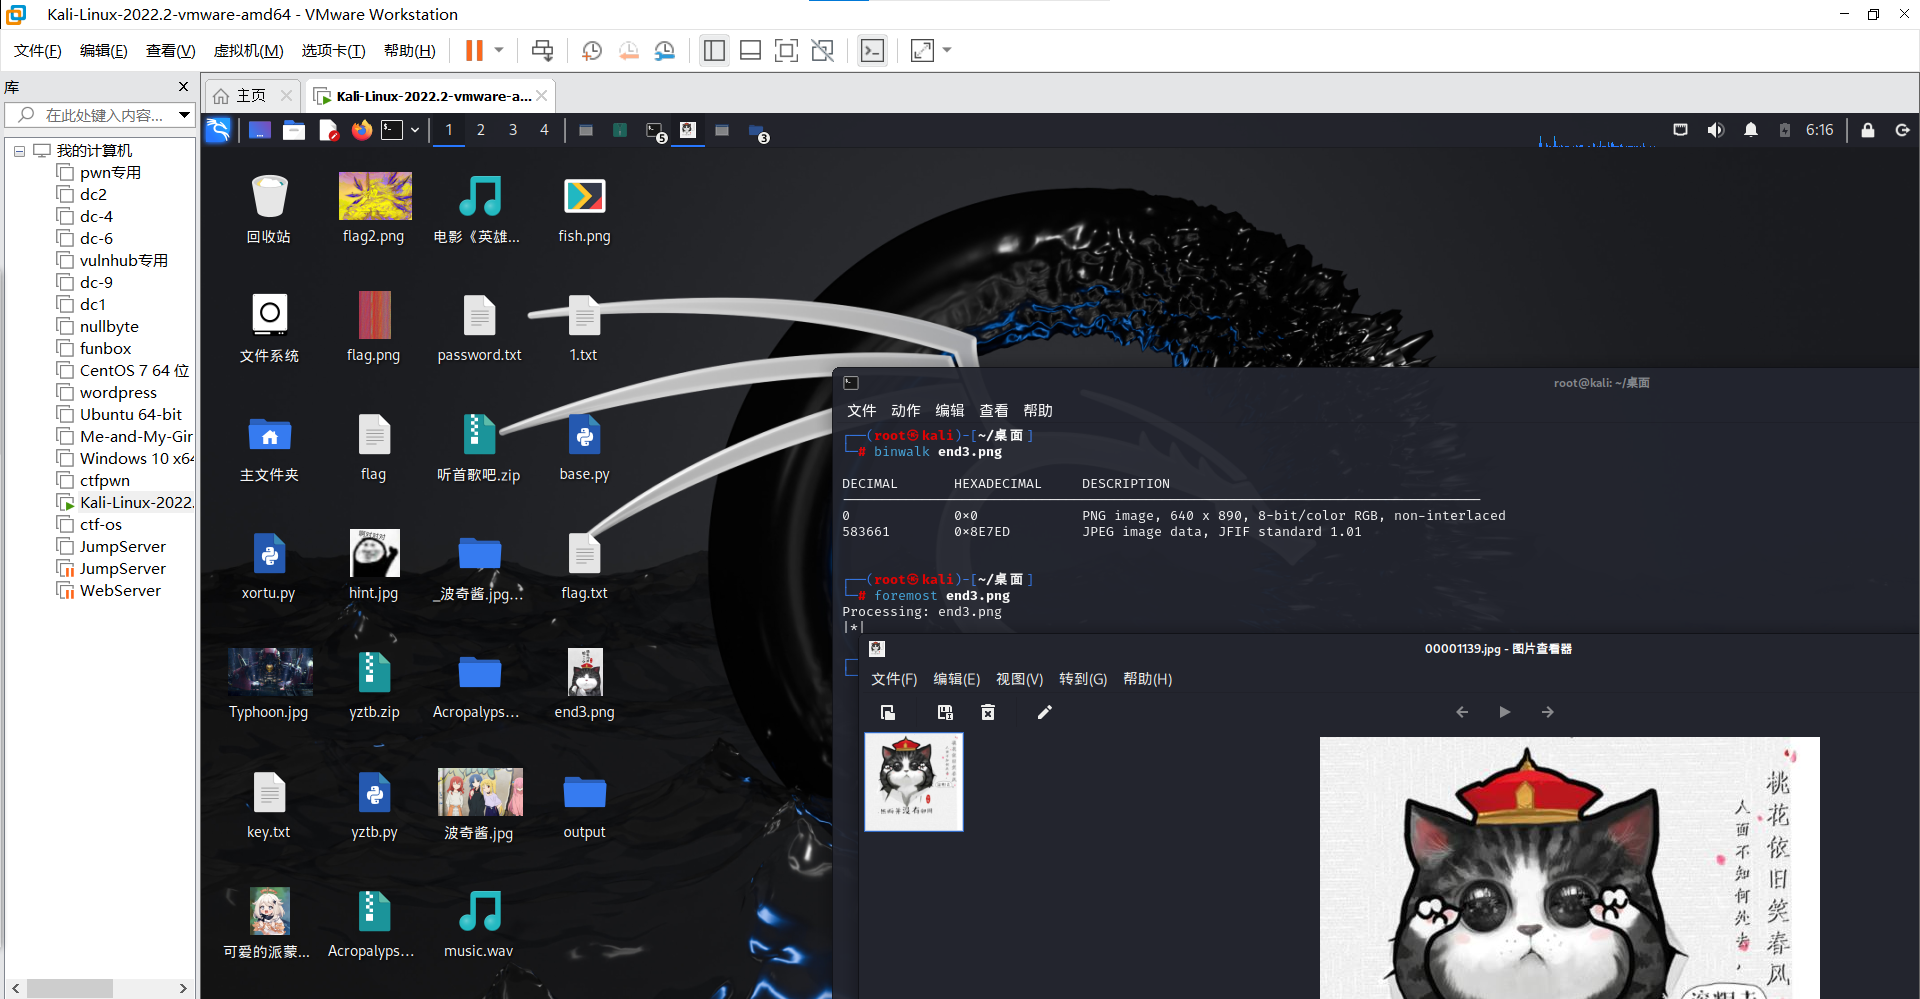 Kali-Linux-2022.2-vmware-amd64 - VMware Workstation
文件(F) 编辑(E) 查看(V) 虚拟机(M) 选项卡(T) 帮助(H)
库
在此处键入内容...
我的计算机
pwn专用
dc2
dc-4
dc-6
vulnhub专用
dc-9
dc1
nullbyte
funbox
CentOS 7 64 位
wordpress
Ubuntu 64-bit
Me-and-My-Gir
Windows 10 x64
ctfpwn
Kali-Linux-2022.
ctf-os
JumpServer
JumpServer
WebServer
主页
Kali-Linux-2022.2-vmware-a...
1 2 3 4
5
3
6:16
回收站
flag2.png
电影《英雄...
fish.png
文件系统
flag.png
password.txt
1.txt
主文件夹
flag
听首歌吧.zip
base.py
xortu.py
hint.jpg
_波奇酱.jpg...
flag.txt
Typhoon.jpg
yztb.zip
Acropalyps...
end3.png
key.txt
yztb.py
波奇酱.jpg
output
可爱的派蒙...
Acropalyps...
music.wav
root@kali: ~/桌面
文件 动作 编辑 查看 帮助
┌──(root㉿kali)-[~/桌面]
└─# binwalk end3.png
DECIMAL HEXADECIMAL DESCRIPTION
0 0×0 PNG image, 640 x 890, 8-bit/color RGB, non-interlaced
583661 0×8E7ED JPEG image data, JFIF standard 1.01
┌──(root㉿kali)-[~/桌面]
└─# foremost end3.png
Processing: end3.png
|*|
00001139.jpg - 图片查看器
文件(F) 编辑(E) 视图(V) 转到(G) 帮助(H)
人面不知何处去，
桃花依旧笑春风